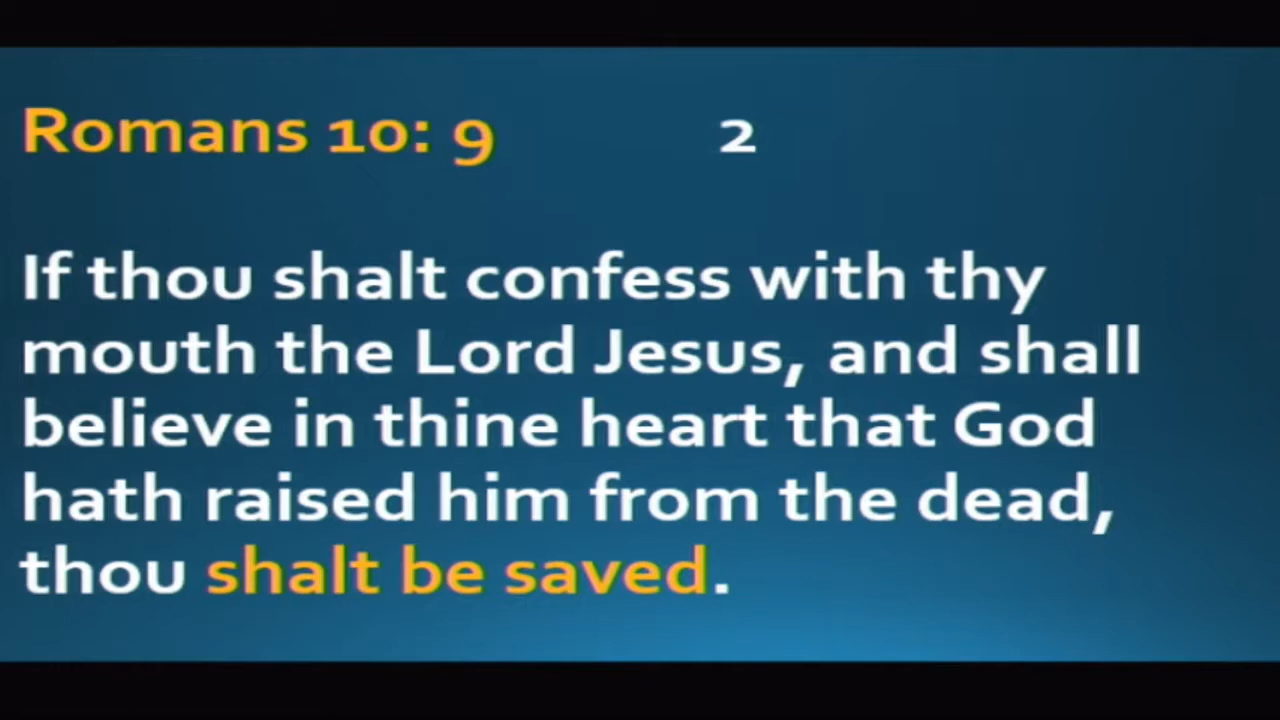 Romans 10: 9 2
If thou shalt confess with thy
mouth the Lord Jesus, and shall
believe in thine heart that God
hath raised him from the dead,
thou shalt be saved.